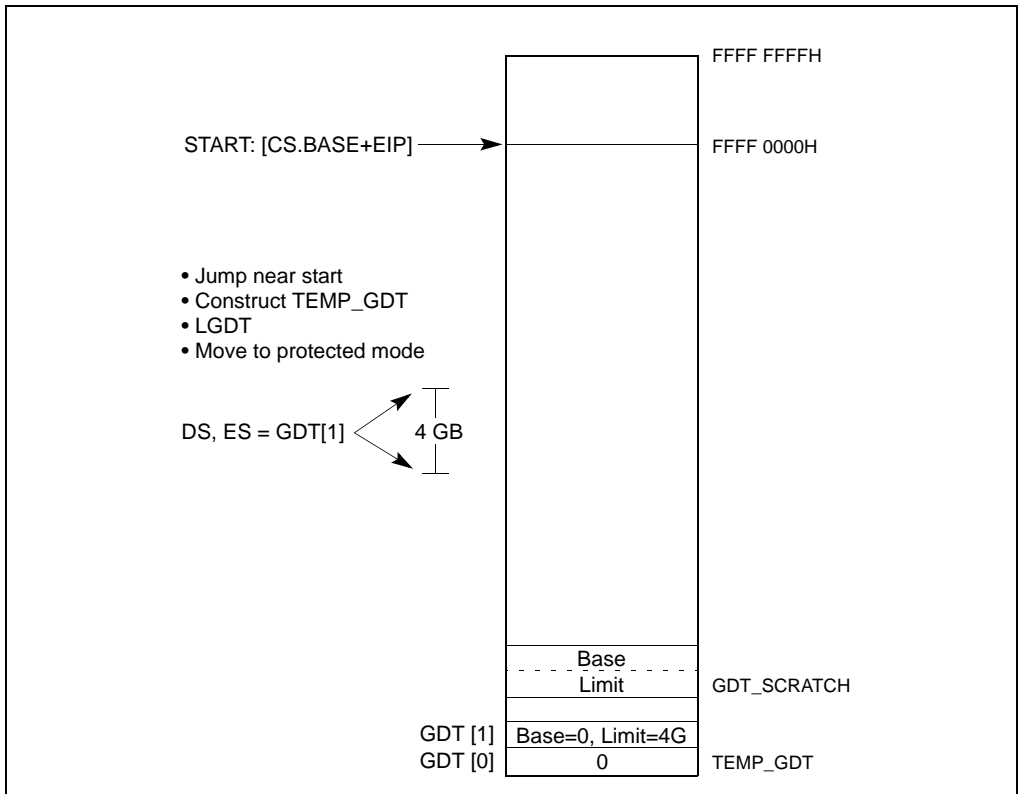 FFFF FFFFH
START: [CS.BASE+EIP]
FFFF 0000H
• Jump near start
• Construct TEMP_GDT
• LGDT
• Move to protected mode
DS, ES = GDT[1]
4 GB
Base
Limit
GDT_SCRATCH
GDT [1]
Base=0, Limit=4G
GDT [0]
0
TEMP_GDT